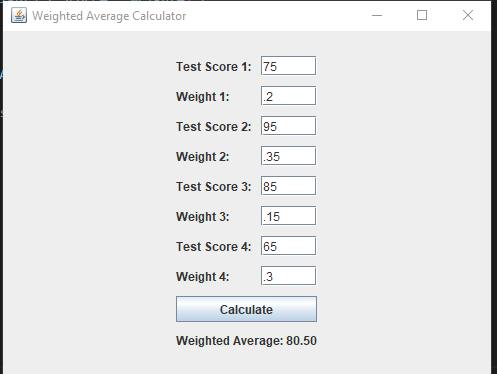 Weighted Average Calculator
Test Score 1: 75
Weight 1: .2
Test Score 2: 95
Weight 2: .35
Test Score 3: 85
Weight 3: .15
Test Score 4: 65
Weight 4: .3
Calculate
Weighted Average: 80.50